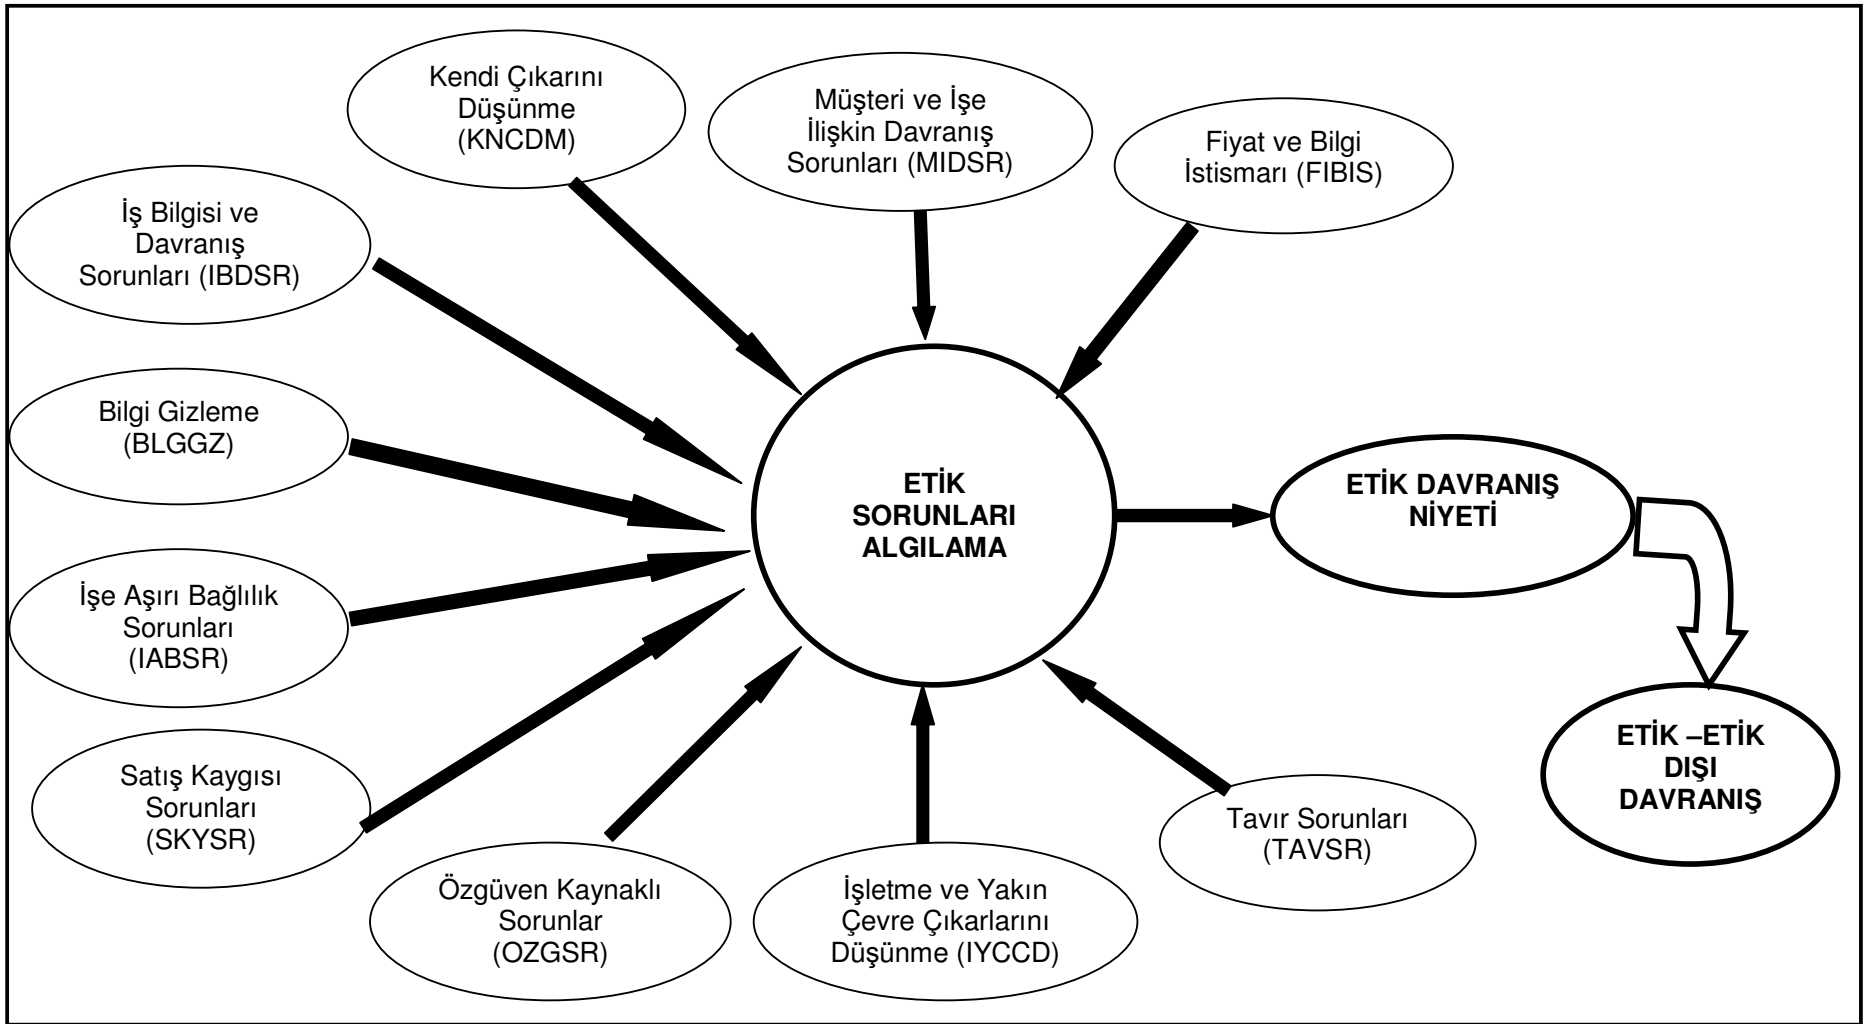 Kendi Çıkarını
Düşünme
(KNCDM)
Müşteri ve İşe
İlişkin Davranış
Sorunları (MIDSR)
Fiyat ve Bilgi
İstismarı (FIBIS)
İş Bilgisi ve
Davranış
Sorunları (IBDSR)
Bilgi Gizleme
(BLGGZ)
İşe Aşırı Bağlılık
Sorunları
(IABSR)
Satış Kaygısı
Sorunları
(SKYSR)
Özgüven Kaynaklı
Sorunlar
(OZGSR)
İşletme ve Yakın
Çevre Çıkarlarını
Düşünme (IYCCD)
Tavır Sorunları
(TAVSR)
ETİK
SORUNLARI
ALGILAMA
ETİK DAVRANIŞ
NİYETİ
ETİK –ETİK
DIŞI
DAVRANIŞ